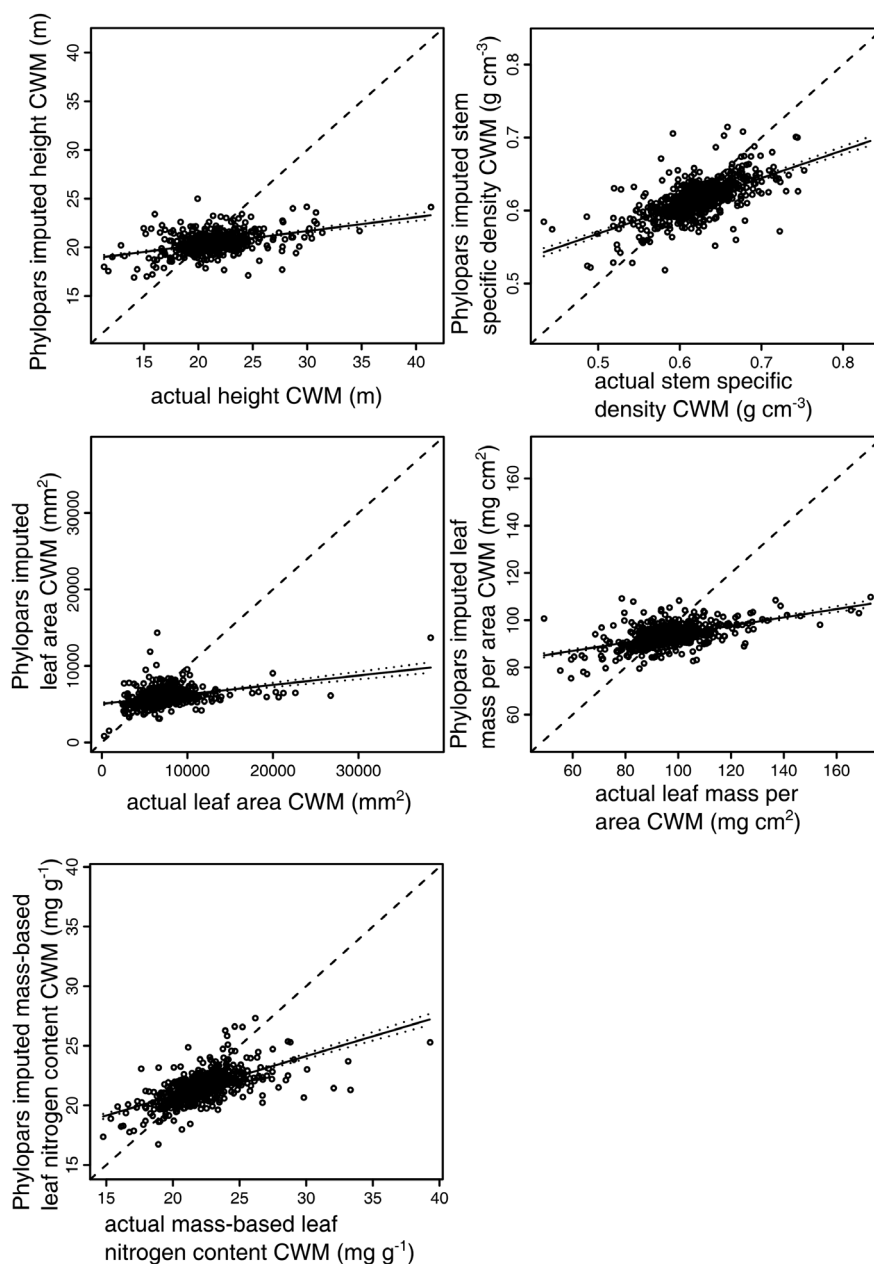 Phylopars imputed height CWM (m)
40
35
30
25
20
15
15 20 25 30 35 40
actual height CWM (m)
Phylopars imputed stem
specific density CWM (g cm⁻³)
0.8
0.7
0.6
0.5
0.5 0.6 0.7 0.8
actual stem specific
density CWM (g cm⁻³)
Phylopars imputed
leaf area CWM (mm²)
30000
20000
10000
0
0 10000 20000 30000
actual leaf area CWM (mm²)
Phylopars imputed leaf
mass per area CWM (mg cm²)
160
140
120
100
80
60
60 80 100 120 140 160
actual leaf mass per
area CWM (mg cm²)
Phylopars imputed mass-based
leaf nitrogen content CWM (mg g⁻¹)
40
35
30
25
20
15
15 20 25 30 35 40
actual mass-based leaf
nitrogen content CWM (mg g⁻¹)